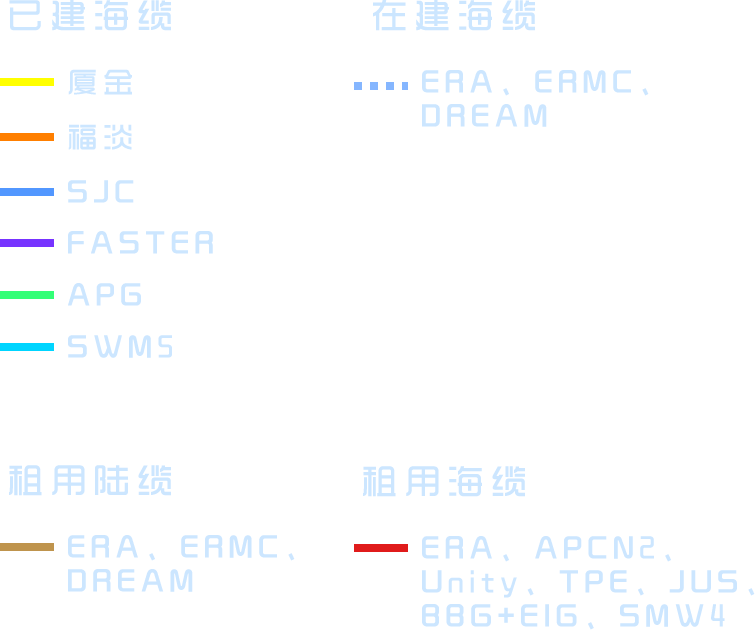 已建海缆
厦金
福淡
SJC
FASTER
APG
SWM5
在建海缆
ERA、ERMC、
DREAM
租用陆缆
ERA、ERMC、
DREAM
租用海缆
ERA、APCN2、
Unity、TPE、JUS、
BBG+EIG、SMW4